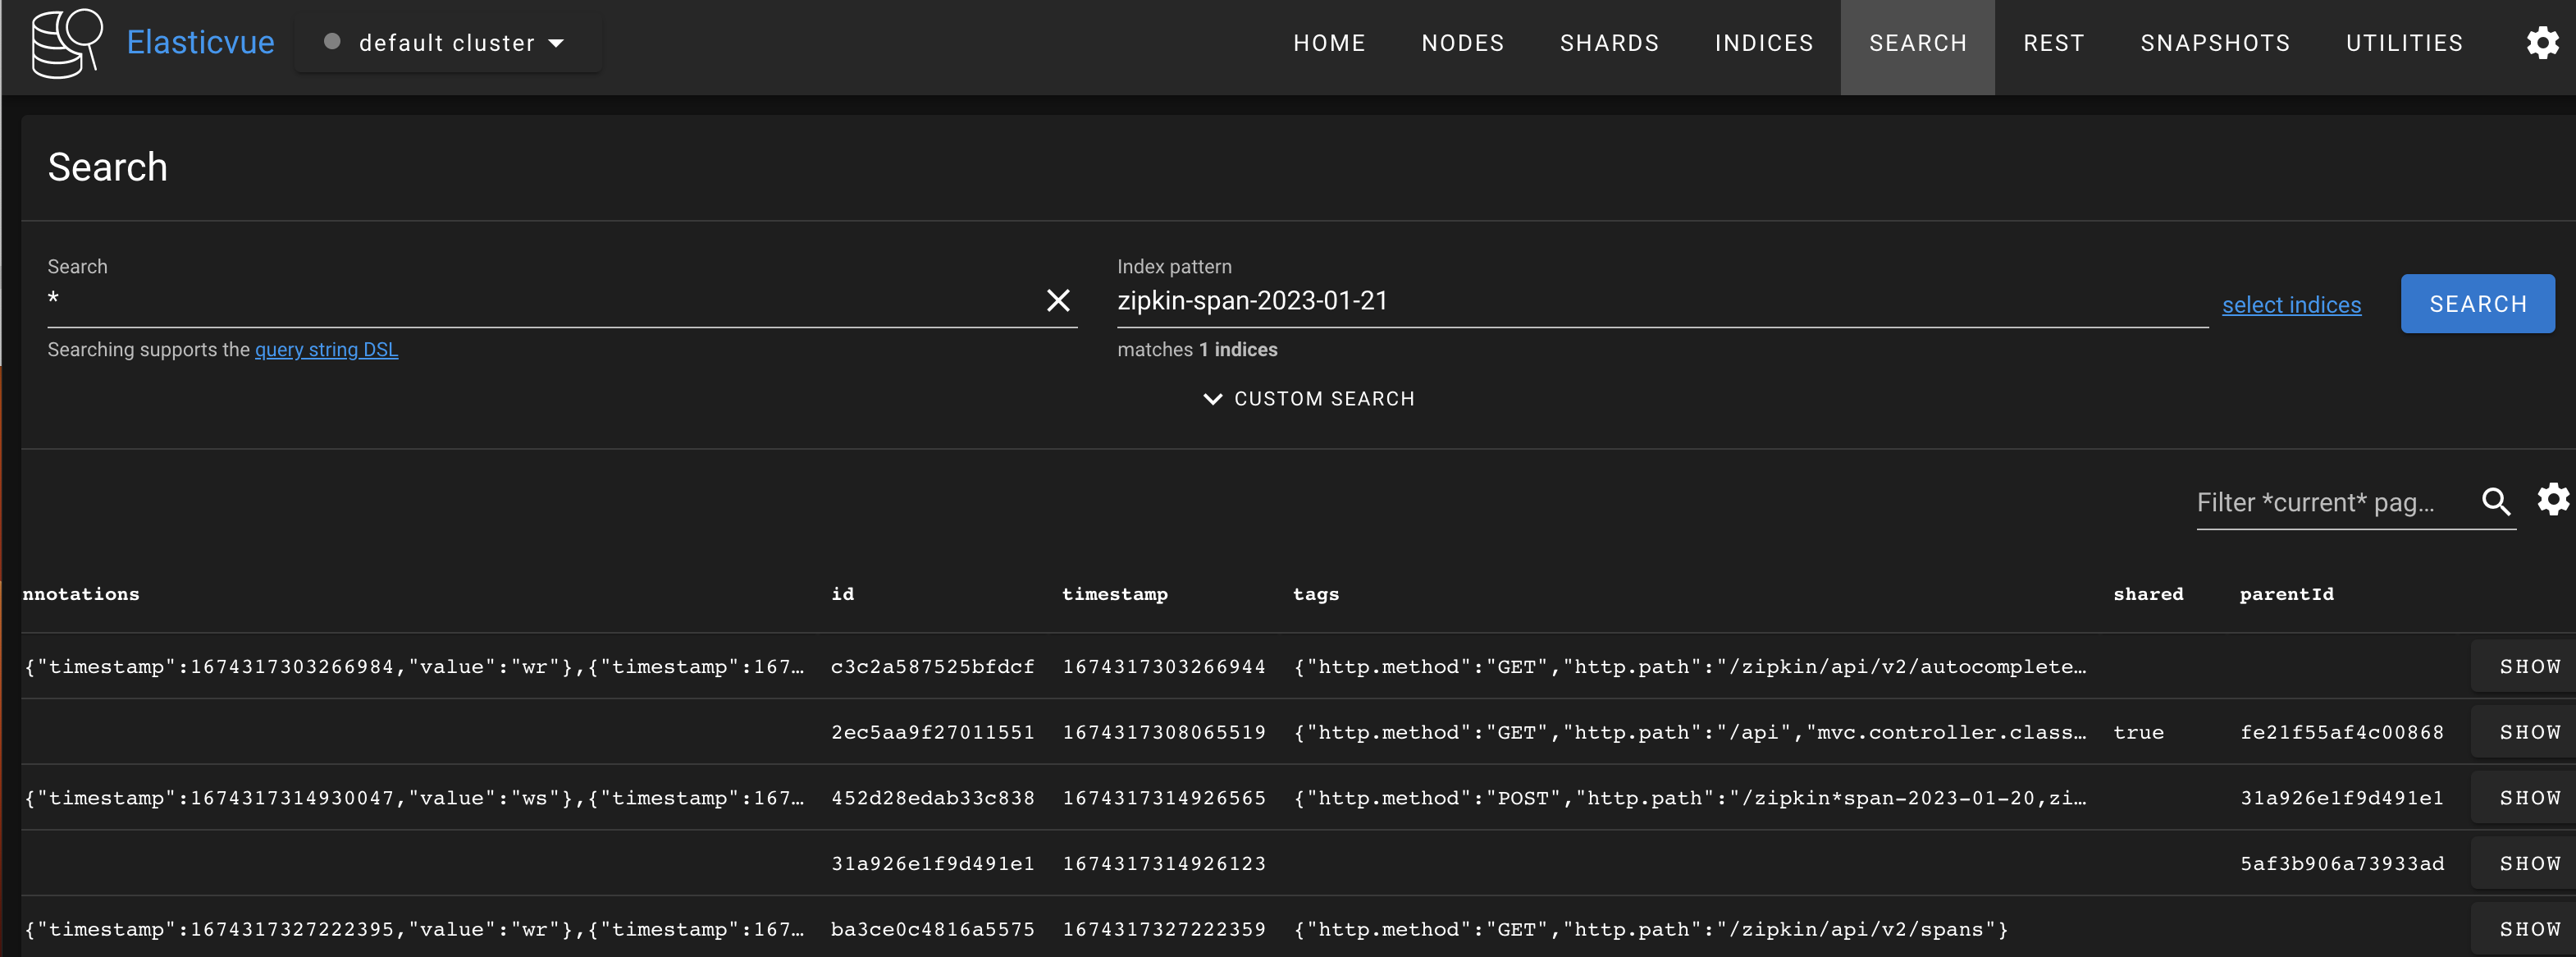 Elasticvue default cluster HOME NODES SHARDS INDICES SEARCH REST SNAPSHOTS UTILITIES
Search
Search Index pattern
* zipkin-span-2023-01-21 select indices SEARCH
Searching supports the query string DSL matches 1 indices
CUSTOM SEARCH
Filter *current* pag...
nnotations id timestamp tags shared parentId
{"timestamp":1674317303266984,"value":"wr"},{"timestamp":167... c3c2a587525bfdcf 1674317303266944 {"http.method":"GET","http.path":"/zipkin/api/v2/autocomplete... SHOW
2ec5aa9f27011551 1674317308065519 {"http.method":"GET","http.path":"/api","mvc.controller.class... true fe21f55af4c00868 SHOW
{"timestamp":1674317314930047,"value":"ws"},{"timestamp":167... 452d28edab33c838 1674317314926565 {"http.method":"POST","http.path":"/zipkin*span-2023-01-20,zi... 31a926e1f9d491e1 SHOW
31a926e1f9d491e1 1674317314926123 5af3b906a73933ad SHOW
{"timestamp":1674317327222395,"value":"wr"},{"timestamp":167... ba3ce0c4816a5575 1674317327222359 {"http.method":"GET","http.path":"/zipkin/api/v2/spans"} SHOW